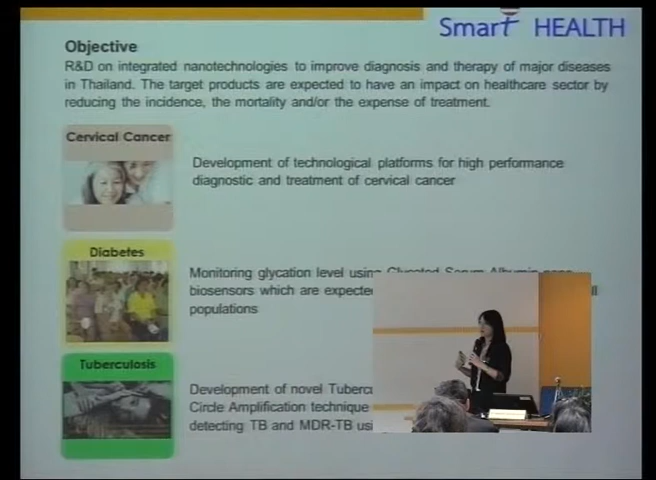 Smart HEALTH
Objective
R&D on integrated nanotechnologies to improve diagnosis and therapy of major diseases
in Thailand. The target products are expected to have an impact on healthcare sector by
reducing the incidence, the mortality and/or the expense of treatment.
Cervical Cancer
Development of technological platforms for high performance
diagnostic and treatment of cervical cancer
Diabetes
Monitoring glycation level using Glycated Serum Albumin
biosensors which are
populations
Tuberculosis
Development of novel
Circle Amplification technique
detecting TB and MDR-TB